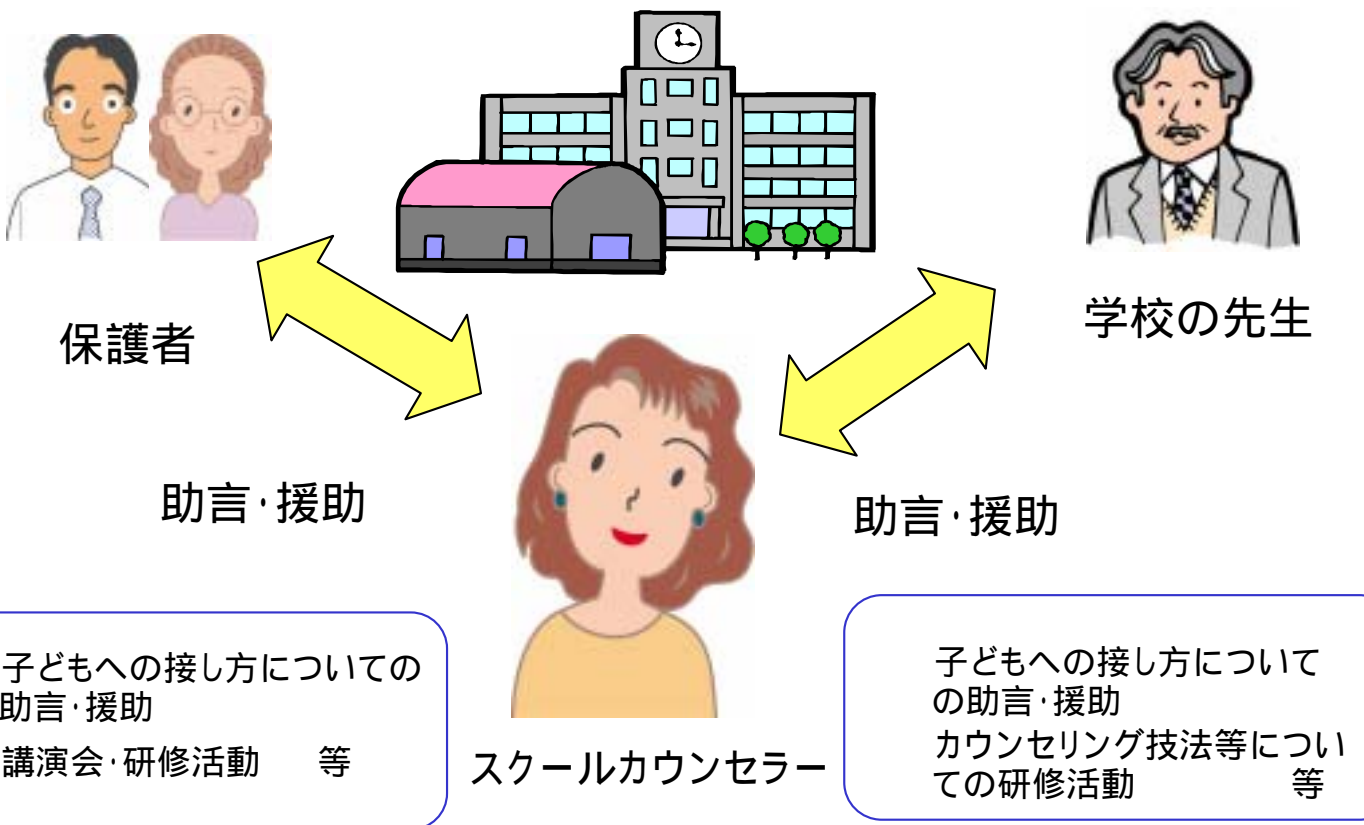 保護者
学校の先生
助言・援助
助言・援助
子どもへの接し方についての
助言・援助
講演会・研修活動　等
スクールカウンセラー
子どもへの接し方について
の助言・援助
カウンセリング技法等につい
ての研修活動　等